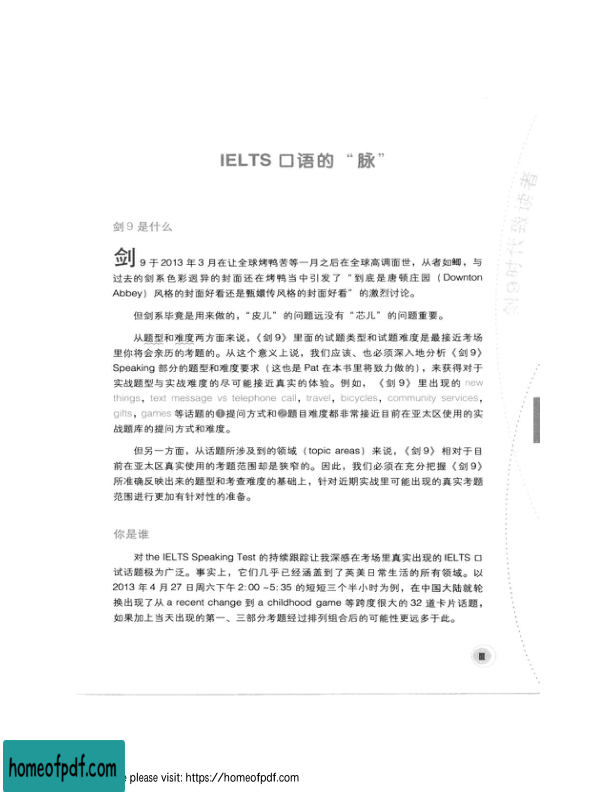 IELTS 口语的“脉”
剑9时代致读者
剑 9 是什么
剑 9 于 2013 年 3 月在让全球烤鸭苦等一月之后在全球高调面世，从者如鲫，与
过去的剑系色彩迥异的封面还在烤鸭当中引发了“到底是唐顿庄园（Downton
Abbey）风格的封面好看还是甄嬛传风格的封面好看”的激烈讨论。
但剑系毕竟是用来做的，“皮儿”的问题远没有“芯儿”的问题重要。
从题型和难度两方面来说，《剑 9》里面的试题类型和试题难度是最接近考场
里你将会亲历的考题的。从这个意义上说，我们应该、也必须深入地分析《剑 9》
Speaking 部分的题型和难度要求（这也是 Pat 在本书里将致力做的），来获得对于
实战题型与实战难度的尽可能接近真实的体验。例如，《剑 9》里出现的 new
things, text message vs telephone call, travel, bicycles, community services,
gifts, games 等话题的❶提问方式和❷题目难度都非常接近目前在亚太区使用的实
战题库的提问方式和难度。
但另一方面，从话题所涉及到的领域（topic areas）来说，《剑 9》相对于目
前在亚太区真实使用的考题范围却是狭窄的。因此，我们必须在充分把握《剑 9》
所准确反映出来的题型和考查难度的基础上，针对近期实战里可能出现的真实考题
范围进行更加有针对性的准备。
你是谁
对 the IELTS Speaking Test 的持续跟踪让我深感在考场里真实出现的 IELTS 口
试话题极为广泛。事实上，它们几乎已经涵盖到了英美日常生活的所有领域。以
2013 年 4 月 27 日周六下午 2:00 ~5:35 的短短三个半小时为例，在中国大陆就轮
换出现了从 a recent change 到 a childhood game 等跨度很大的 32 道卡片话题，
如果加上当天出现的第一、三部分考题经过排列组合后的可能性更远多于此。
III
homeofpdf.com
please visit: https://homeofpdf.com